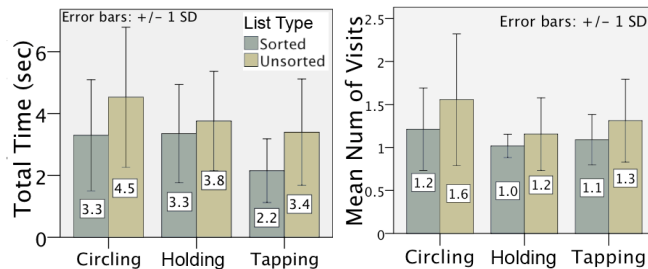 Error bars: +/- 1 SD
List Type
Sorted
Unsorted
Total Time (sec)
6
4
2
0
3.3
4.5
3.3
3.8
2.2
3.4
Circling
Holding
Tapping
Error bars: +/- 1 SD
Mean Num of Visits
2.5
2
1.5
1
0.5
0
1.2
1.6
1.0
1.2
1.1
1.3
Circling
Holding
Tapping